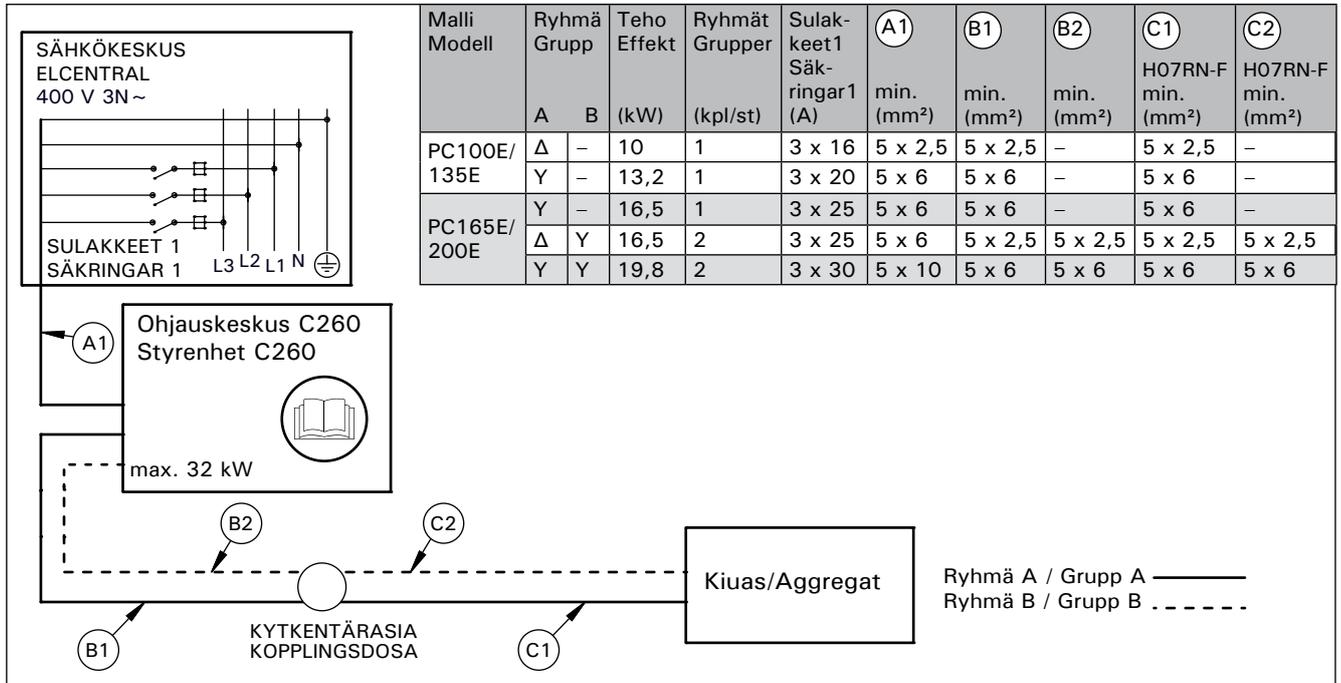 SÄHKÖKESKUS
ELCENTRAL
400 V 3N~
SULAKKEET 1
SÄKRINGAR 1
L3 L2 L1 N
Malli Modell | Ryhmä Grupp A B | Teho Effekt (kW) | Ryhmät Grupper (kpl/st) | Sulak-keet1 Säk-ringar1 (A) | A1 min. (mm²) | B1 min. (mm²) | B2 min. (mm²) | C1 H07RN-F min. (mm²) | C2 H07RN-F min. (mm²)
PC100E/135E | Δ | – | 10 | 1 | 3 x 16 | 5 x 2,5 | 5 x 2,5 | – | 5 x 2,5 | –
Y | – | 13,2 | 1 | 3 x 20 | 5 x 6 | 5 x 6 | – | 5 x 6 | –
PC165E/200E | Y | – | 16,5 | 1 | 3 x 25 | 5 x 6 | 5 x 6 | – | 5 x 6 | –
Δ | Y | 16,5 | 2 | 3 x 25 | 5 x 6 | 5 x 2,5 | 5 x 2,5 | 5 x 2,5 | 5 x 2,5
Y | Y | 19,8 | 2 | 3 x 30 | 5 x 10 | 5 x 6 | 5 x 6 | 5 x 6 | 5 x 6
A1
Ohjauskeskus C260
Styrenhet C260
max. 32 kW
B2
C2
Kiuas/Aggregat
Ryhmä A / Grupp A
Ryhmä B / Grupp B
B1
KYTKENTÄRASIA
KOPPLINGSDOSA
C1